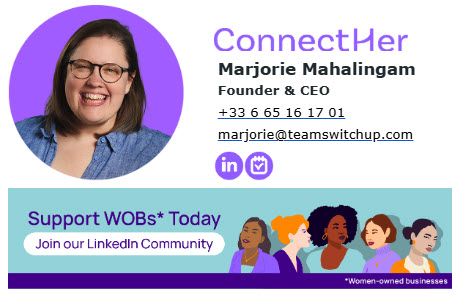 ConnectHer
Marjorie Mahalingam
Founder & CEO
+33 6 65 16 17 01
marjorie@teamswitchup.com
in
Support WOBs* Today
Join our LinkedIn Community
*Women-owned businesses